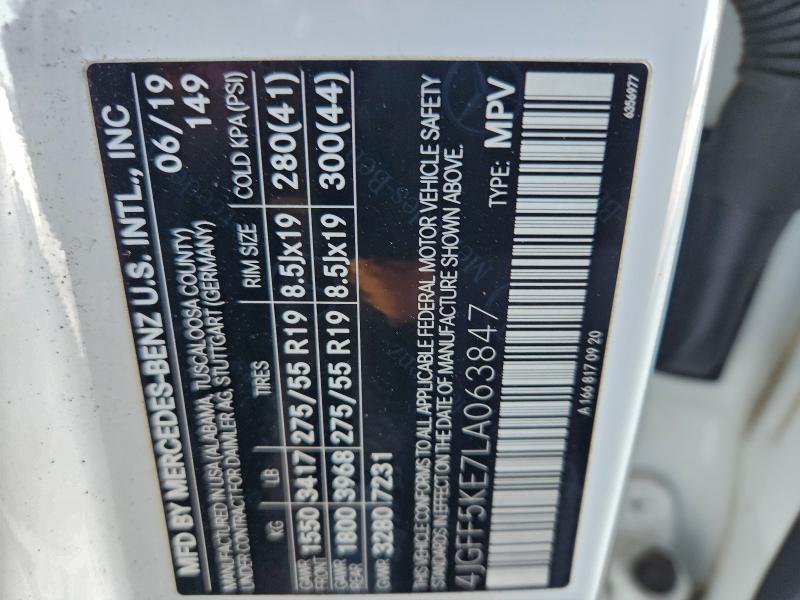 MFD BY MERCEDES-BENZ U.S. INTL., INC
MANUFACTURED IN USA (ALABAMA, TUSCALOOSA COUNTY) 06/19
UNDER CONTRACT FOR DAIMLER AG, STUTTGART (GERMANY) 149
KG LB TIRES RIM SIZE COLD KPA (PSI)
GAWR FRONT 1550 3417 275/55 R19 8.5Jx19 280(41)
GAWR REAR 1800 3968 275/55 R19 8.5Jx19 300(44)
GVWR 3280 7231
THIS VEHICLE CONFORMS TO ALL APPLICABLE FEDERAL MOTOR VEHICLE SAFETY
STANDARDS IN EFFECT ON THE DATE OF MANUFACTURE SHOWN ABOVE.
4JGFF5KE7LA063847 TYPE: MPV
A 166 817 09 20
6356977